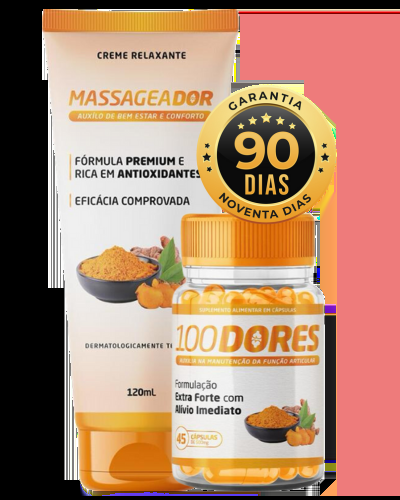 CREME RELAXANTE
MASSAGEADOR
AUXÍLO DE BEM ESTAR E CONFORTO
FÓRMULA PREMIUM E
RICA EM ANTIOXIDANTES
EFICÁCIA COMPROVADA
DERMATOLOGICAMENTE
120mL
GARANTIA
90
DIAS
NOVENTA DIAS
SUPLEMENTO ALIMENTAR EM CÁPSULAS
100DORES
AUXILIA NA MANUTENÇÃO DA FUNÇÃO ARTICULAR
Formulação
Extra Forte com
Alívio Imediato
45 CÁPSULAS